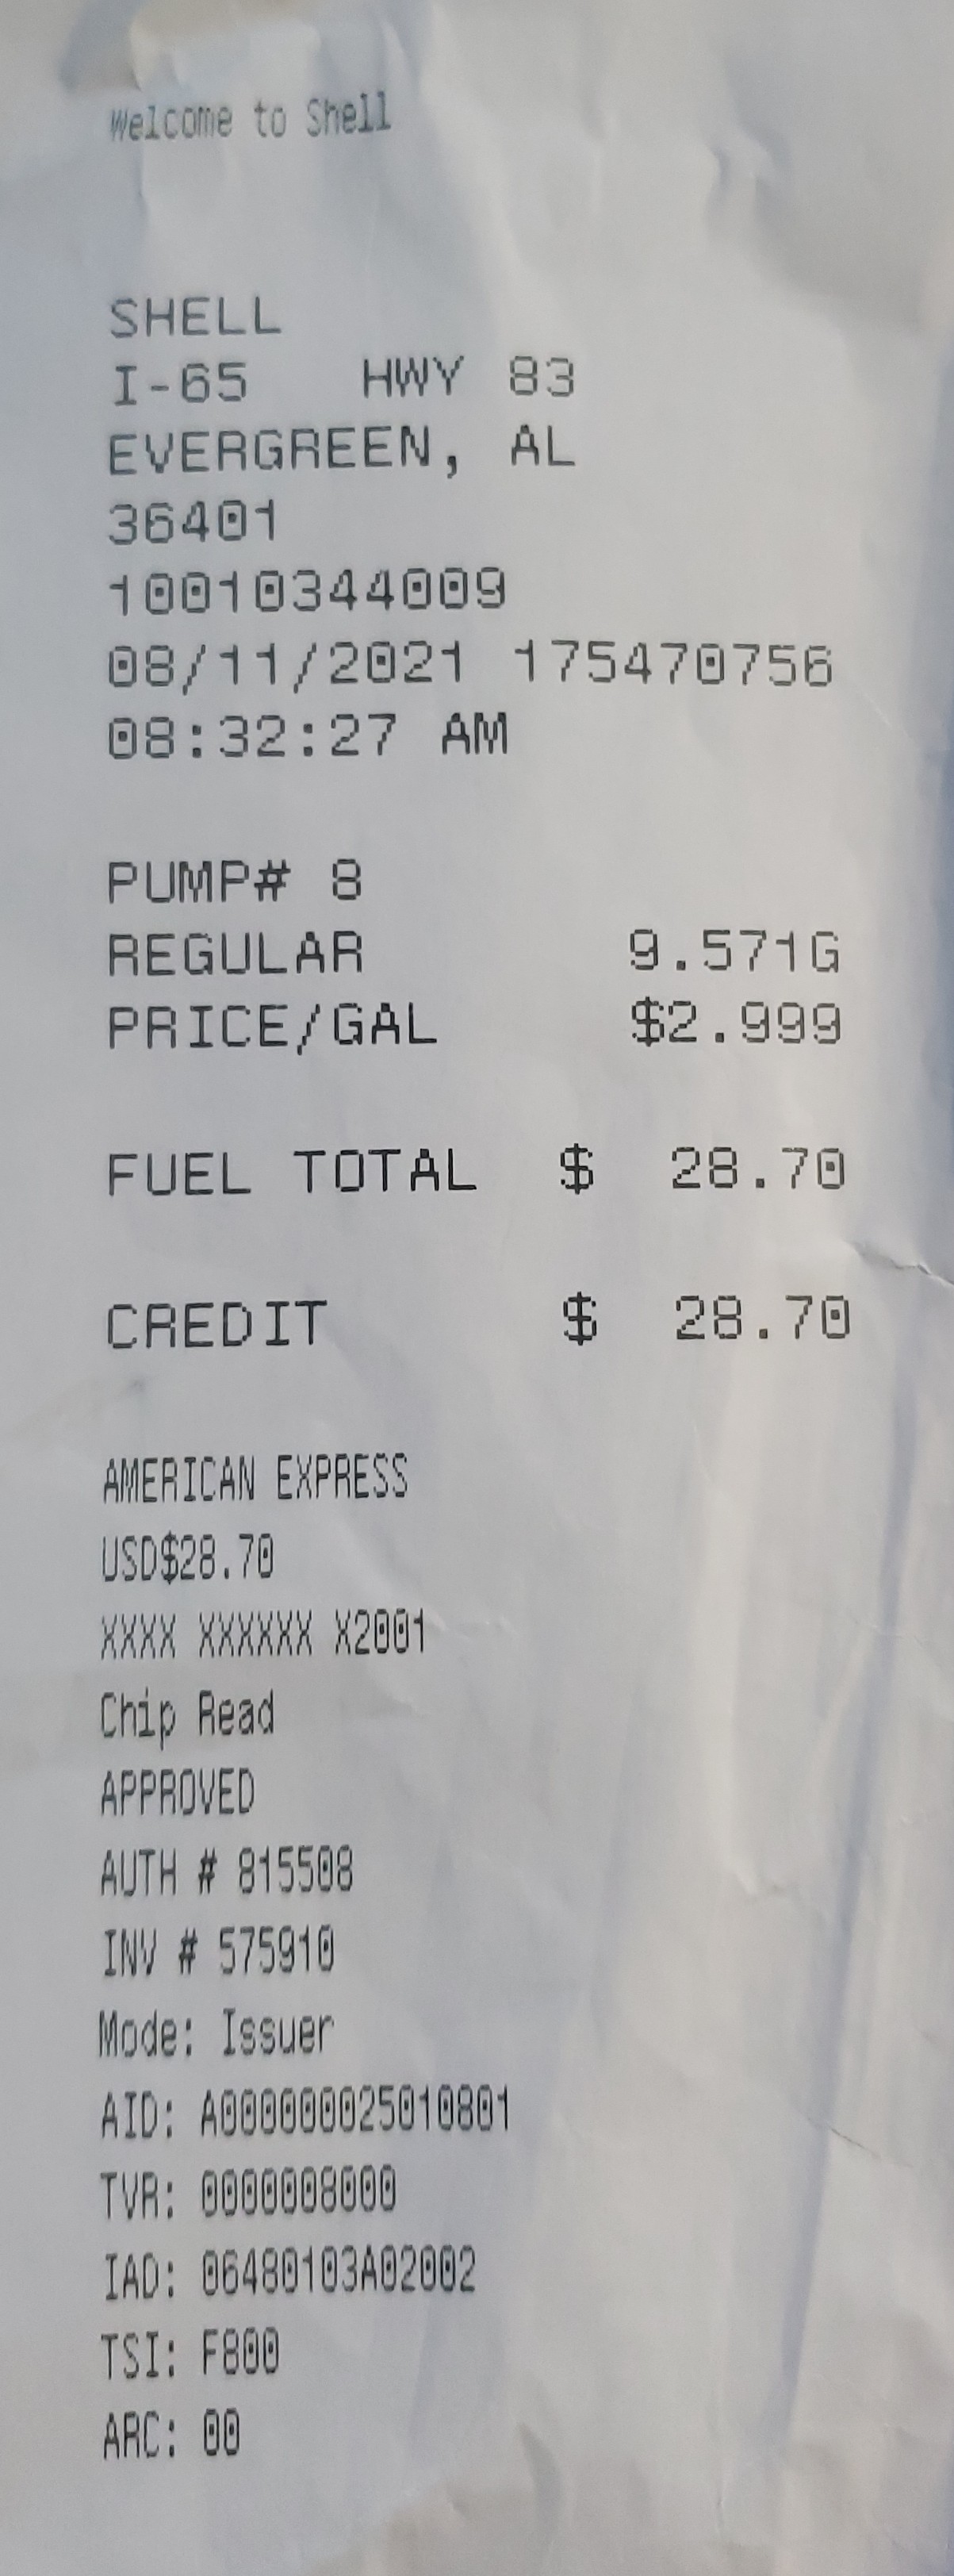 Welcome to Shell
SHELL
I-65 HWY 83
EVERGREEN, AL
36401
10010344009
08/11/2021 175470756
08:32:27 AM
PUMP# 8
REGULAR 9.571G
PRICE/GAL $2.999
FUEL TOTAL $ 28.70
CREDIT $ 28.70
AMERICAN EXPRESS
USD$28.70
XXXX XXXXXX X2001
Chip Read
APPROVED
AUTH # 815508
INV # 575910
Mode: Issuer
AID: A000000025010801
TVR: 0000008000
IAD: 06480103A02002
TSI: F800
ARC: 00